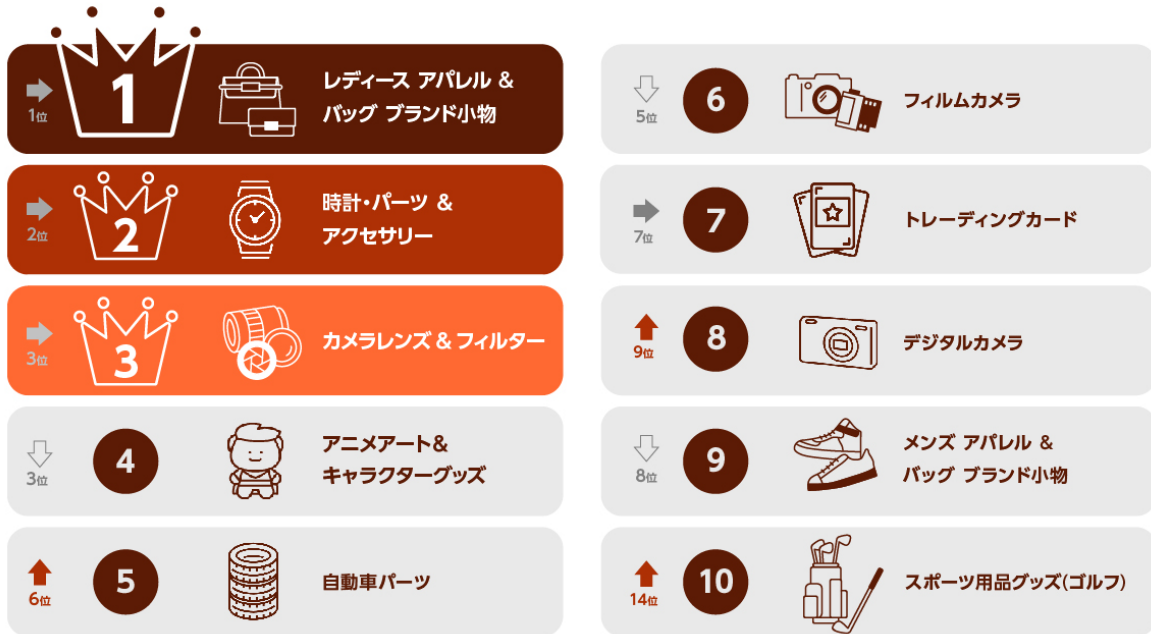 1
1位
レディース アパレル &
バッグ ブランド小物
2
2位
時計・パーツ &
アクセサリー
3
3位
カメラレンズ & フィルター
4
3位
アニメアート&
キャラクターグッズ
5
6位
自動車パーツ
6
5位
フィルムカメラ
7
7位
トレーディングカード
8
9位
デジタルカメラ
9
8位
メンズ アパレル &
バッグ ブランド小物
10
14位
スポーツ用品グッズ(ゴルフ)